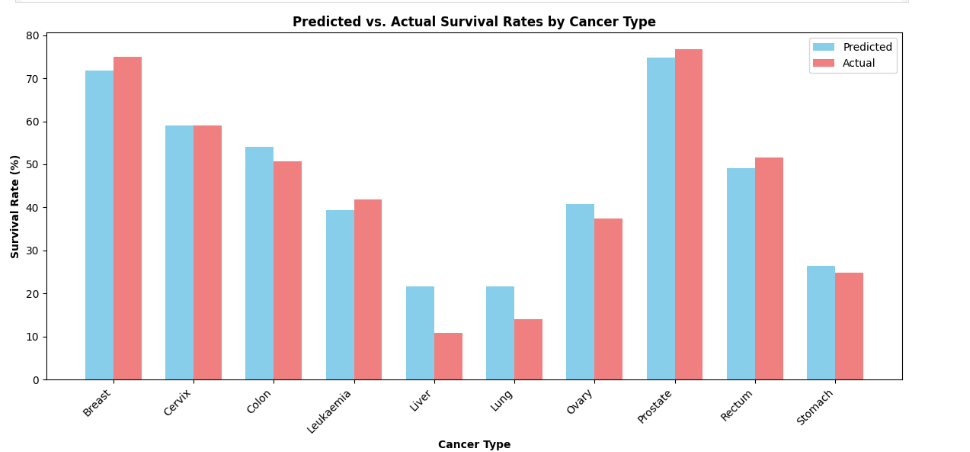 Predicted vs. Actual Survival Rates by Cancer Type
Predicted
Actual
Survival Rate (%)
80
70
60
50
40
30
20
10
0
Breast
Cervix
Colon
Leukaemia
Liver
Lung
Ovary
Prostate
Rectum
Stomach
Cancer Type